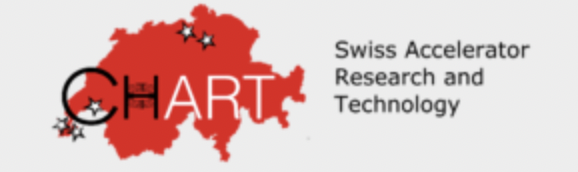 CHART
Swiss Accelerator
Research and
Technology